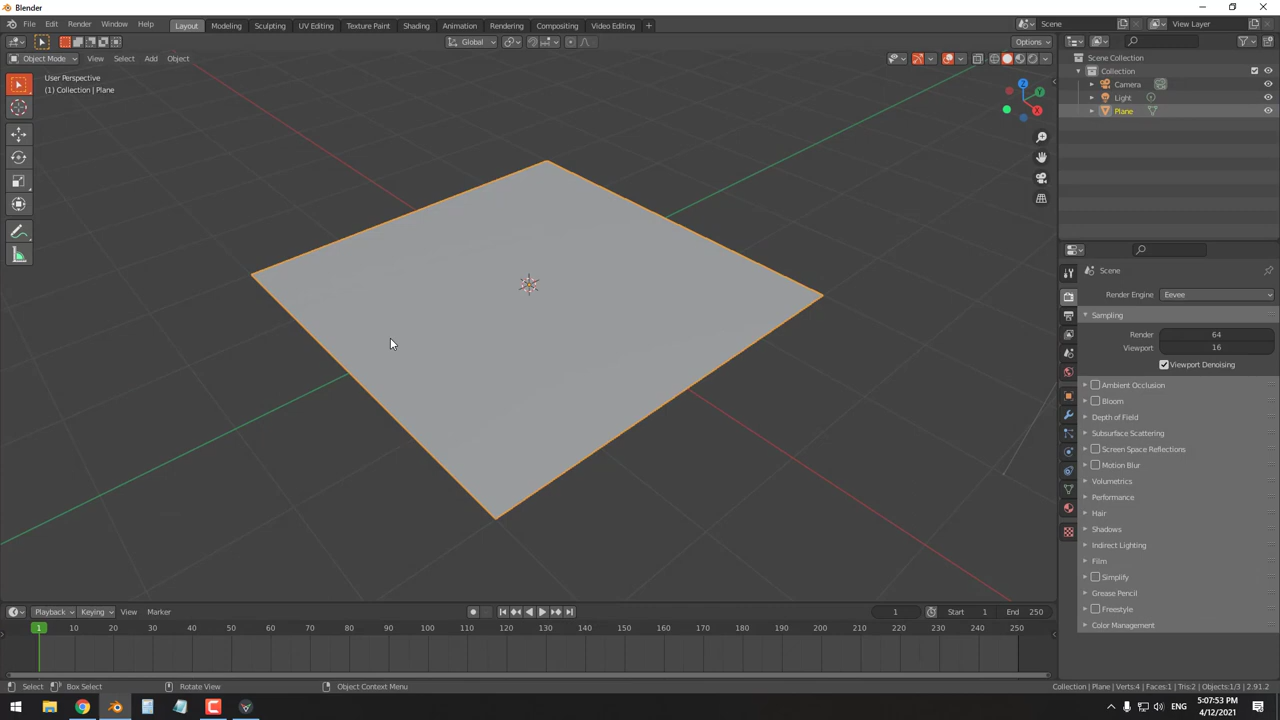 Blender
File Edit Render Window Help
Layout Modeling Sculpting UV Editing Texture Paint Shading Animation Rendering Compositing Video Editing +
Scene
View Layer
Global
Options
Object Mode View Select Add Object
User Perspective
(1) Collection | Plane
Z
Y
X
Scene Collection
Collection
Camera
Light
Plane
Scene
Render Engine Eevee
Sampling
Render 64
Viewport 16
Viewport Denoising
Ambient Occlusion
Bloom
Depth of Field
Subsurface Scattering
Screen Space Reflections
Motion Blur
Volumetrics
Performance
Hair
Shadows
Indirect Lighting
Film
Simplify
Grease Pencil
Freestyle
Color Management
Playback Keying View Marker
1 Start 1 End 250
1 10 20 30 40 50 60 70 80 90 100 110 120 130 140 150 160 170 180 190 200 210 220 230 240 250
Select Box Select Rotate View Object Context Menu
Collection | Plane | Verts:4 | Faces:1 | Tris:2 | Objects:1/3 | 2.91.2
ENG
5:07:53 PM
4/12/2021